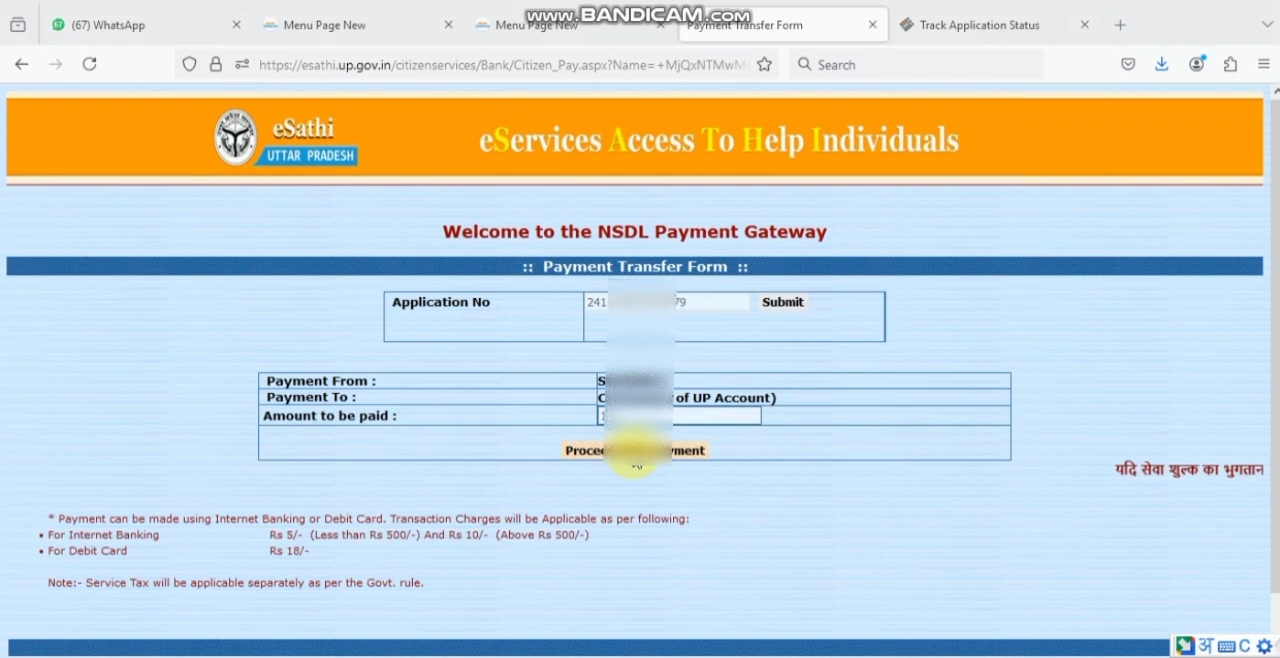 www.BANDICAM.com
(67) WhatsApp
Menu Page New
Menu Page New
Payment Transfer Form
Track Application Status
https://esathi.up.gov.in/citizenservices/Bank/Citizen_Pay.aspx?Name=+MjQxNTMwM
Search
eSathi
UTTAR PRADESH
eServices Access To Help Individuals
Welcome to the NSDL Payment Gateway
:: Payment Transfer Form ::
Application No 241 79 Submit
Payment From : S
Payment To : of UP Account)
Amount to be paid :
यदि सेवा शुल्क का भुगतान
* Payment can be made using Internet Banking or Debit Card. Transaction Charges will be Applicable as per following:
• For Internet Banking Rs 5/- (Less than Rs 500/-) And Rs 10/- (Above Rs 500/-)
• For Debit Card Rs 18/-
Note:- Service Tax will be applicable separately as per the Govt. rule.
अ